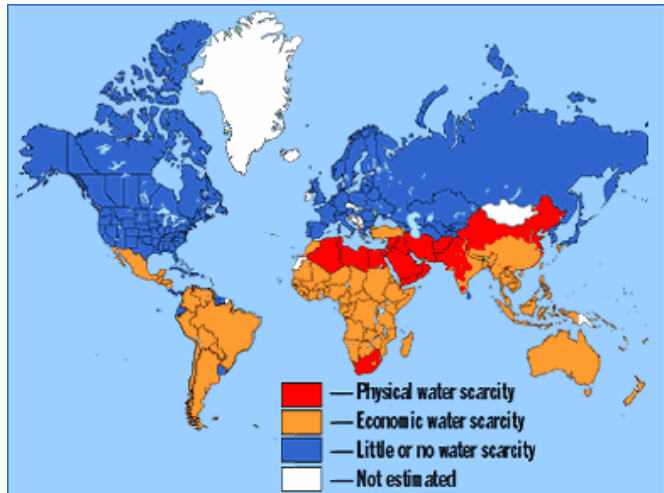 — Physical water scarcity
— Economic water scarcity
— Little or no water scarcity
— Not estimated